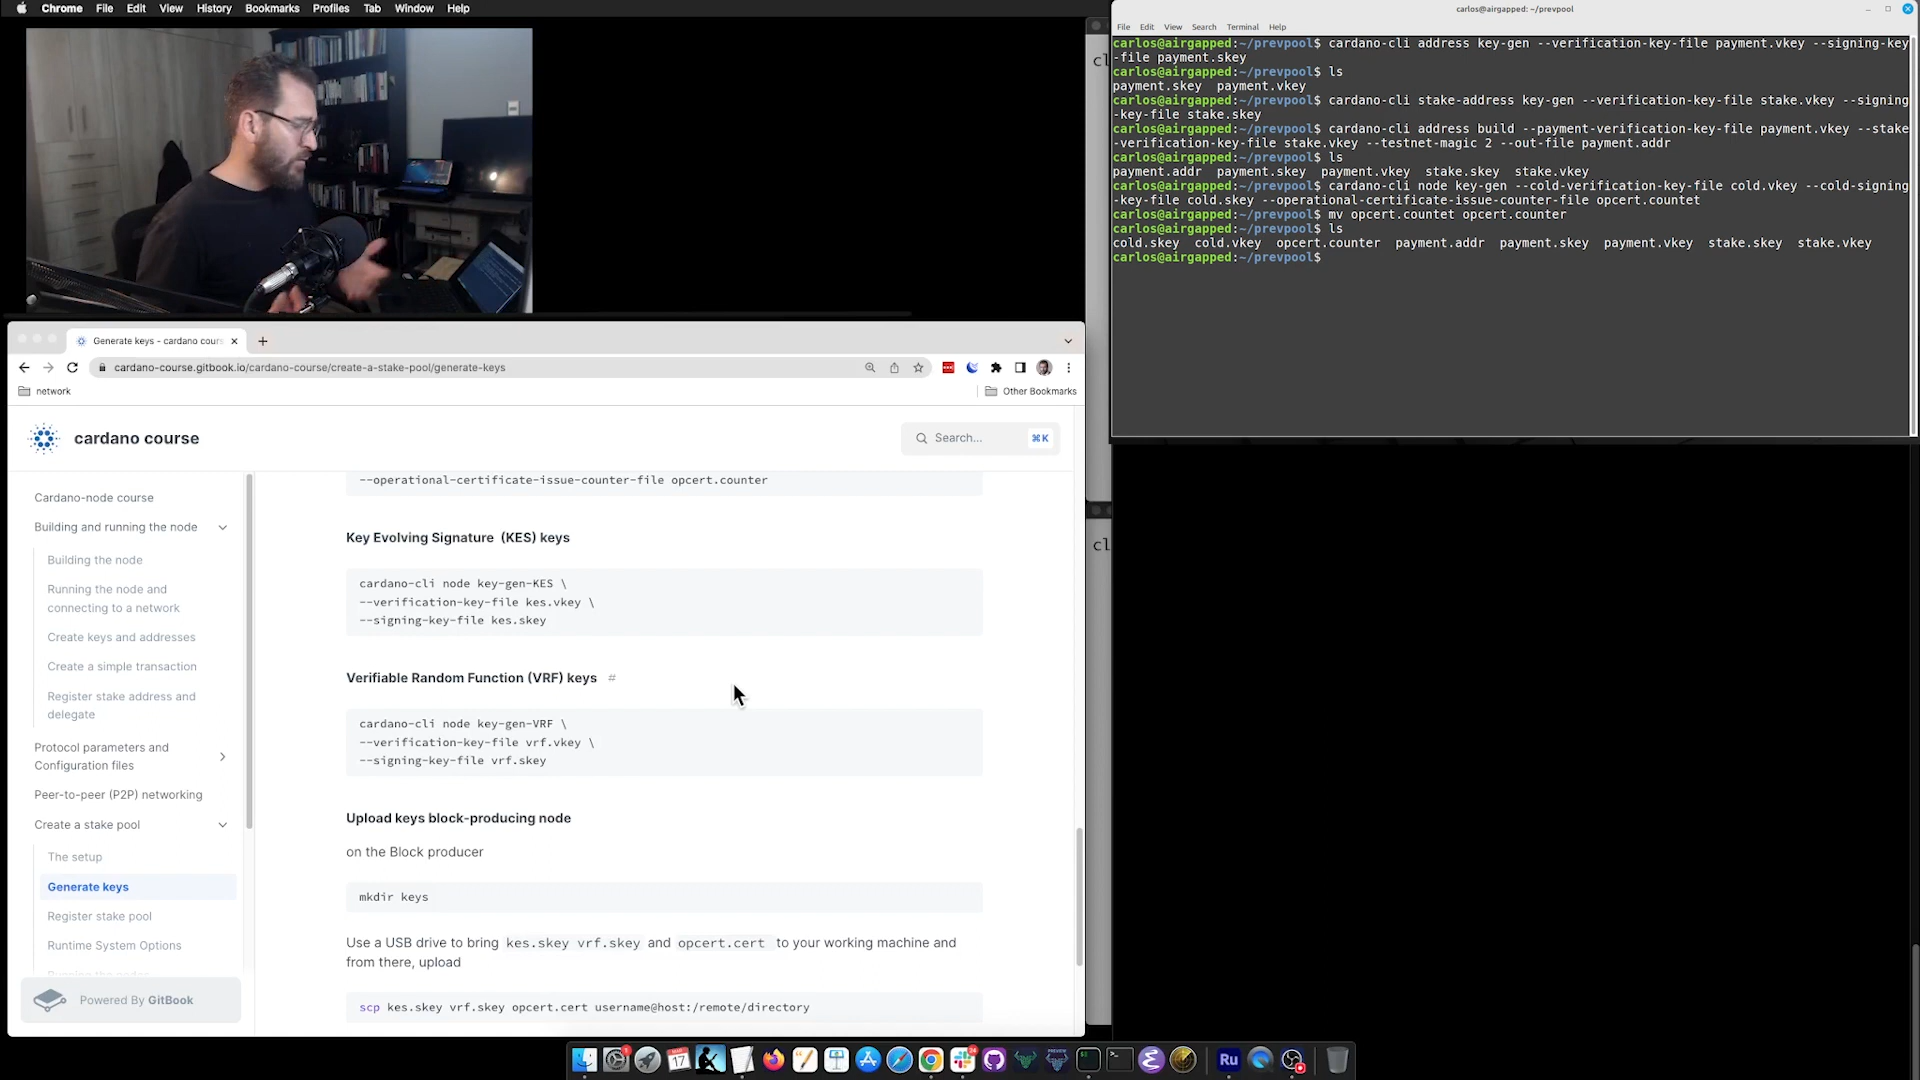 Chrome File Edit View History Bookmarks Profiles Tab Window Help
carlos@airgapped: ~/prevpool
File Edit View Search Terminal Help
carlos@airgapped:~/prevpool$ cardano-cli address key-gen --verification-key-file payment.vkey --signing-key
-file payment.skey
carlos@airgapped:~/prevpool$ ls
payment.skey payment.vkey
carlos@airgapped:~/prevpool$ cardano-cli stake-address key-gen --verification-key-file stake.vkey --signing
-key-file stake.skey
carlos@airgapped:~/prevpool$ cardano-cli address build --payment-verification-key-file payment.vkey --stake
-verification-key-file stake.vkey --testnet-magic 2 --out-file payment.addr
carlos@airgapped:~/prevpool$ ls
payment.addr payment.skey payment.vkey stake.skey stake.vkey
carlos@airgapped:~/prevpool$ cardano-cli node key-gen --cold-verification-key-file cold.vkey --cold-signing
-key-file cold.skey --operational-certificate-issue-counter-file opcert.countet
carlos@airgapped:~/prevpool$ mv opcert.countet opcert.counter
carlos@airgapped:~/prevpool$ ls
cold.skey cold.vkey opcert.counter payment.addr payment.skey payment.vkey stake.skey stake.vkey
carlos@airgapped:~/prevpool$
cl
cl
Generate keys - cardano cours
cardano-course.gitbook.io/cardano-course/create-a-stake-pool/generate-keys
network
Other Bookmarks
cardano course
Search... ⌘K
Cardano-node course
Building and running the node
Building the node
Running the node and
connecting to a network
Create keys and addresses
Create a simple transaction
Register stake address and
delegate
Protocol parameters and
Configuration files
Peer-to-peer (P2P) networking
Create a stake pool
The setup
Generate keys
Register stake pool
Runtime System Options
Running the nodes
Powered By GitBook
--operational-certificate-issue-counter-file opcert.counter
Key Evolving Signature (KES) keys
cardano-cli node key-gen-KES \
--verification-key-file kes.vkey \
--signing-key-file kes.skey
Verifiable Random Function (VRF) keys #
cardano-cli node key-gen-VRF \
--verification-key-file vrf.vkey \
--signing-key-file vrf.skey
Upload keys block-producing node
on the Block producer
mkdir keys
Use a USB drive to bring kes.skey vrf.skey and opcert.cert to your working machine and
from there, upload
scp kes.skey vrf.skey opcert.cert username@host:/remote/directory
17
Ru